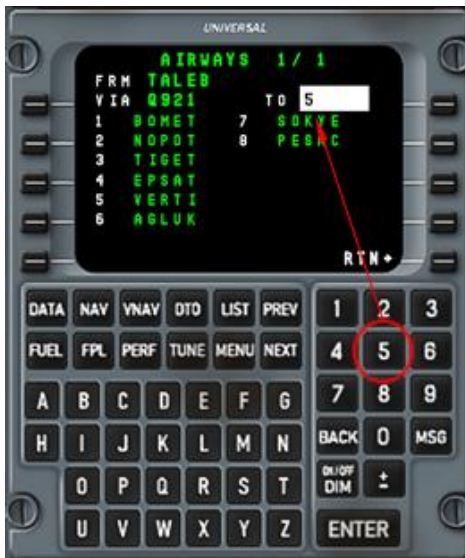 UNIVERSAL
AIRWAYS 1/ 1
FRM TALEB
VIA Q921 TO 5
1 BOMET 7 SOKYE
2 NOPOT 8
3 TIGET
4 EPSAT
5 VERTI
6 AGLUK
RTN
DATA NAV VNAV DTO LIST PREV 1 2 3
FUEL FPL PERF TUNE MENU NEXT 4 5 6
A B C D E F G 7 8 9
H I J K L M N BACK 0 MSG
O P Q R S T ON/OFF DIM ±
U V W X Y Z ENTER